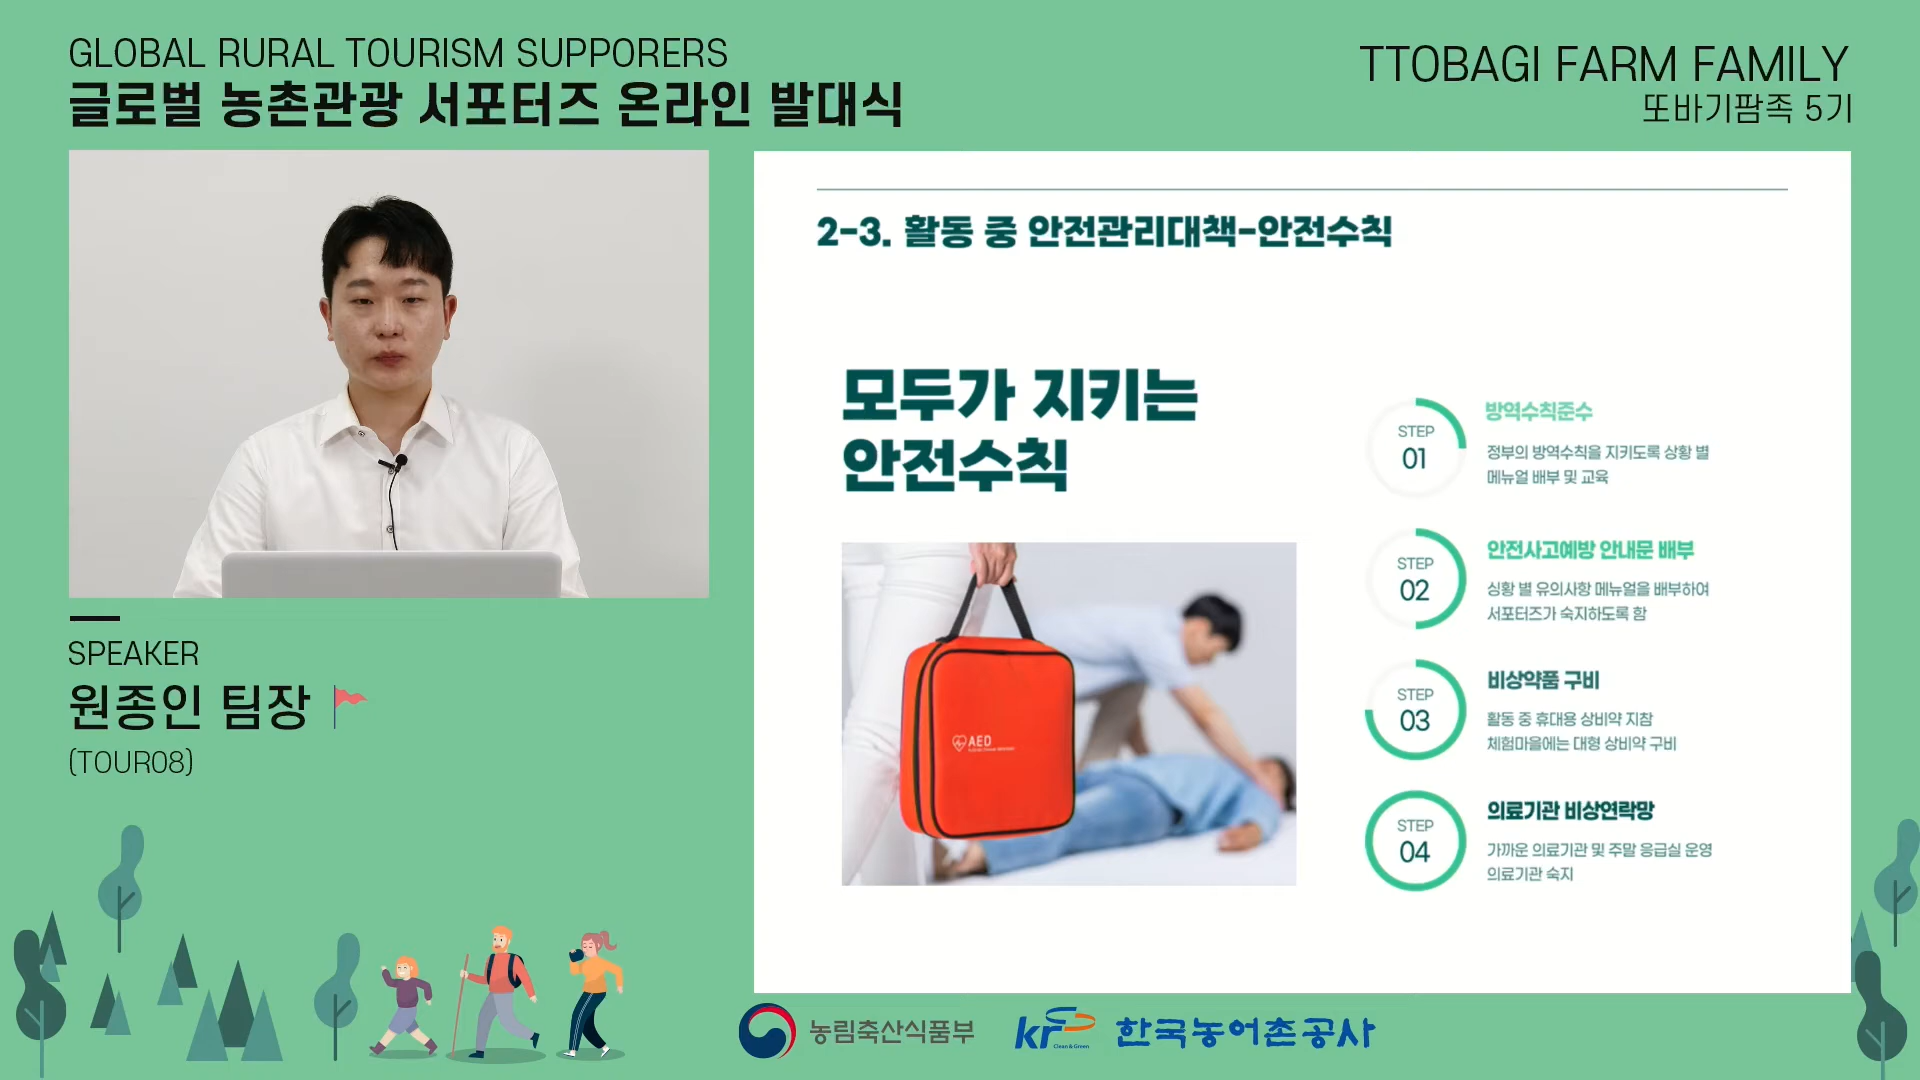 GLOBAL RURAL TOURISM SUPPORERS
글로벌 농촌관광 서포터즈 온라인 발대식
TTOBAGI FARM FAMILY
또바기팜족 5기
SPEAKER
원종인 팀장
(TOUR08)
2-3. 활동 중 안전관리대책-안전수칙
모두가 지키는
안전수칙
AED
STEP
01
방역수칙준수
정부의 방역수칙을 지키도록 상황 별
메뉴얼 배부 및 교육
STEP
02
안전사고예방 안내문 배부
싱황 별 유의사항 메뉴얼을 배부하여
서포터즈가 숙지하도록 함
STEP
03
비상약품 구비
활동 중 휴대용 상비약 지참
체험마을에는 대형 상비약 구비
STEP
04
의료기관 비상연락망
가까운 의료기관 및 주말 응급실 운영
의료기관 숙지
농림축산식품부
kr
Clean & Green
한국농어촌공사